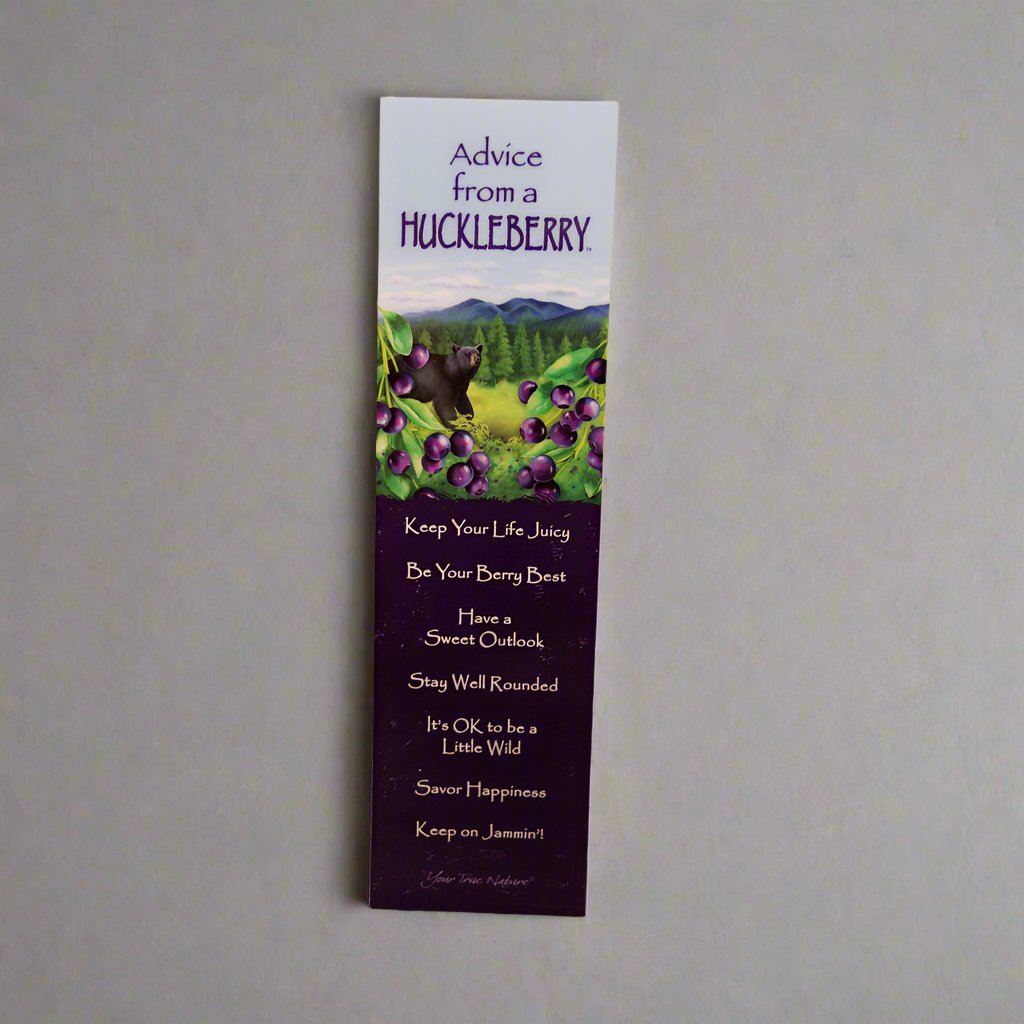 Advice
from a
HUCKLEBERRY™
Keep Your Life Juicy
Be Your Berry Best
Have a
Sweet Outlook
Stay Well Rounded
It's OK to be a
Little Wild
Savor Happiness
Keep on Jammin'!
"Your True Nature"